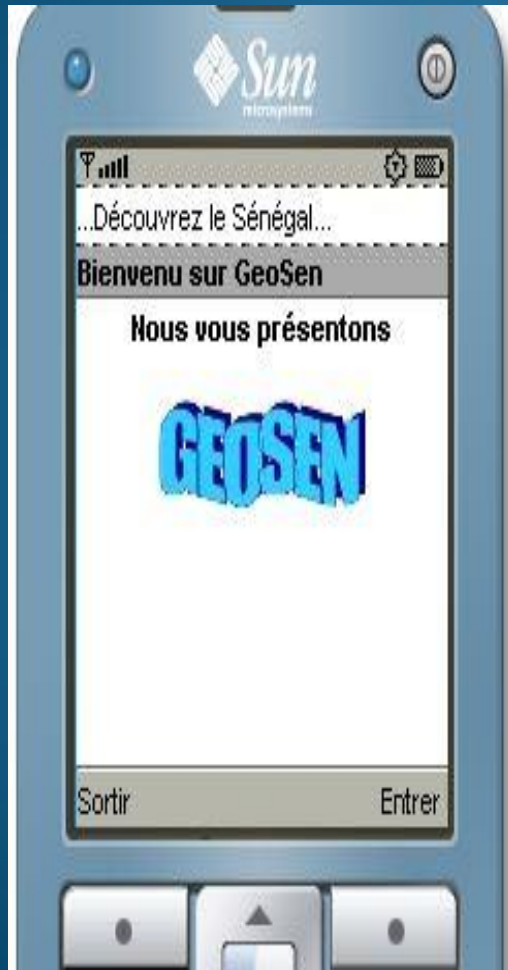 Sun
microsystems
...Découvrez le Sénégal...
Bienvenu sur GeoSen
Nous vous présentons
GEOSEN
Sortir Entrer